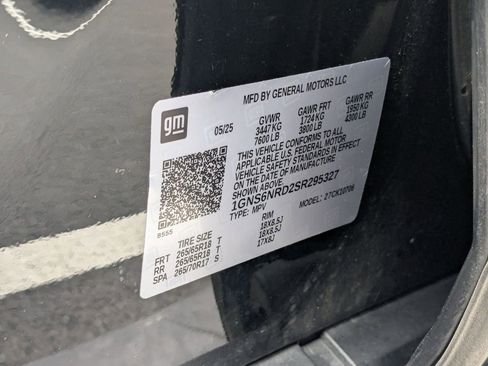 MFD BY GENERAL MOTORS LLC
gm
05/25 GVWR GAWR FRT GAWR RR
3447 KG 1724 KG 1950 KG
7600 LB 3800 LB 4300 LB
THIS VEHICLE CONFORMS TO ALL
APPLICABLE U.S. FEDERAL MOTOR
VEHICLE SAFETY STANDARDS IN EFFECT
ON THE DATE OF MANUFACTURE
SHOWN ABOVE.
1GNS6NRD2SR295327
TYPE: MPV MODEL: 27CK10706
TIRE SIZE RIM
FRT 265/65R18 T 18X8.5J
RR 265/65R18 T 18X8.5J
SPA 265/70R17 S 17X8J